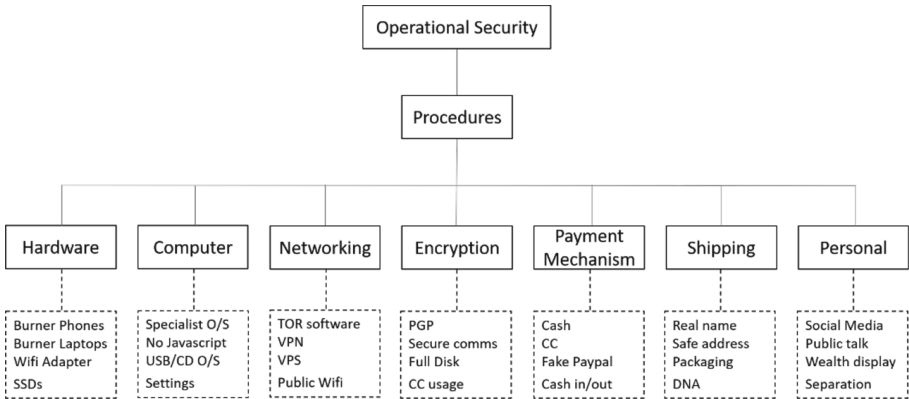 Operational Security
Procedures
Hardware
Computer
Networking
Encryption
Payment
Mechanism
Shipping
Personal
Burner Phones
Burner Laptops
Wifi Adapter
SSDs
Specialist O/S
No Javascript
USB/CD O/S
Settings
TOR software
VPN
VPS
Public Wifi
PGP
Secure comms
Full Disk
CC usage
Cash
CC
Fake Paypal
Cash in/out
Real name
Safe address
Packaging
DNA
Social Media
Public talk
Wealth display
Separation